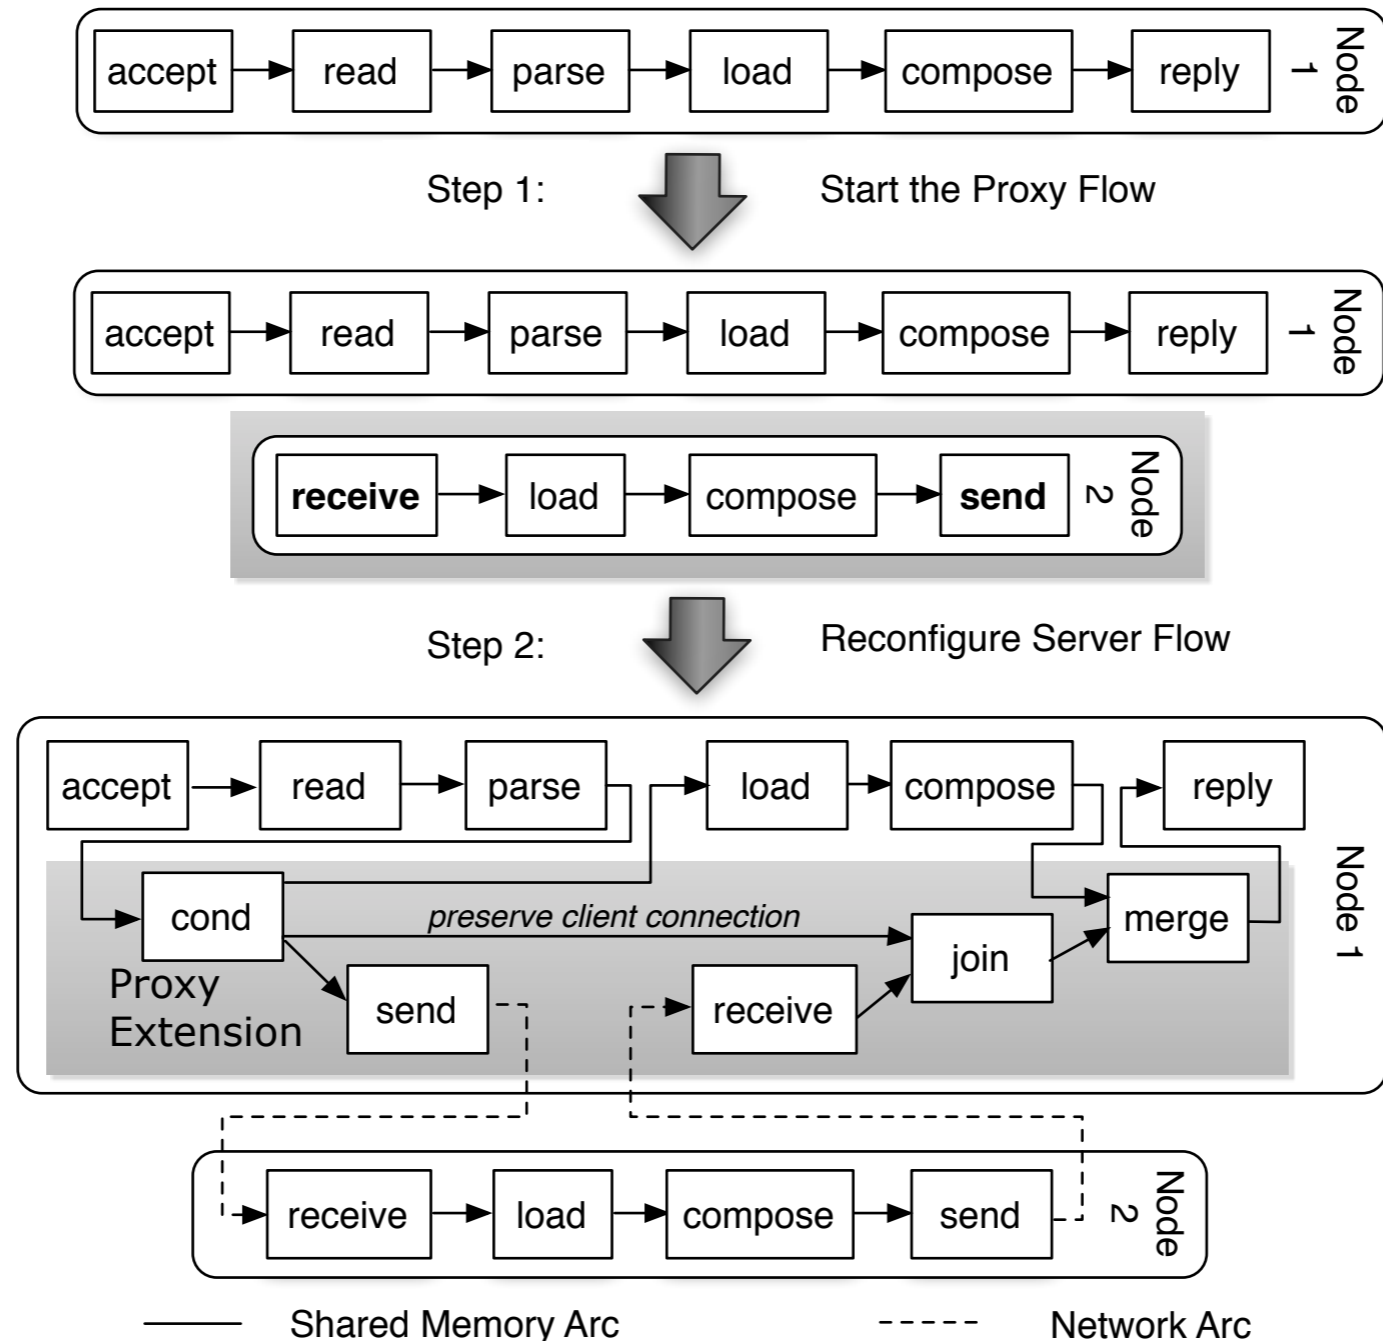 accept read parse load compose reply Node 1
Step 1: Start the Proxy Flow
accept read parse load compose reply Node 1
receive load compose send Node 2
Step 2: Reconfigure Server Flow
accept read parse load compose reply
Node 1
cond preserve client connection join merge
Proxy
Extension
send receive
receive load compose send Node 2
Shared Memory Arc Network Arc